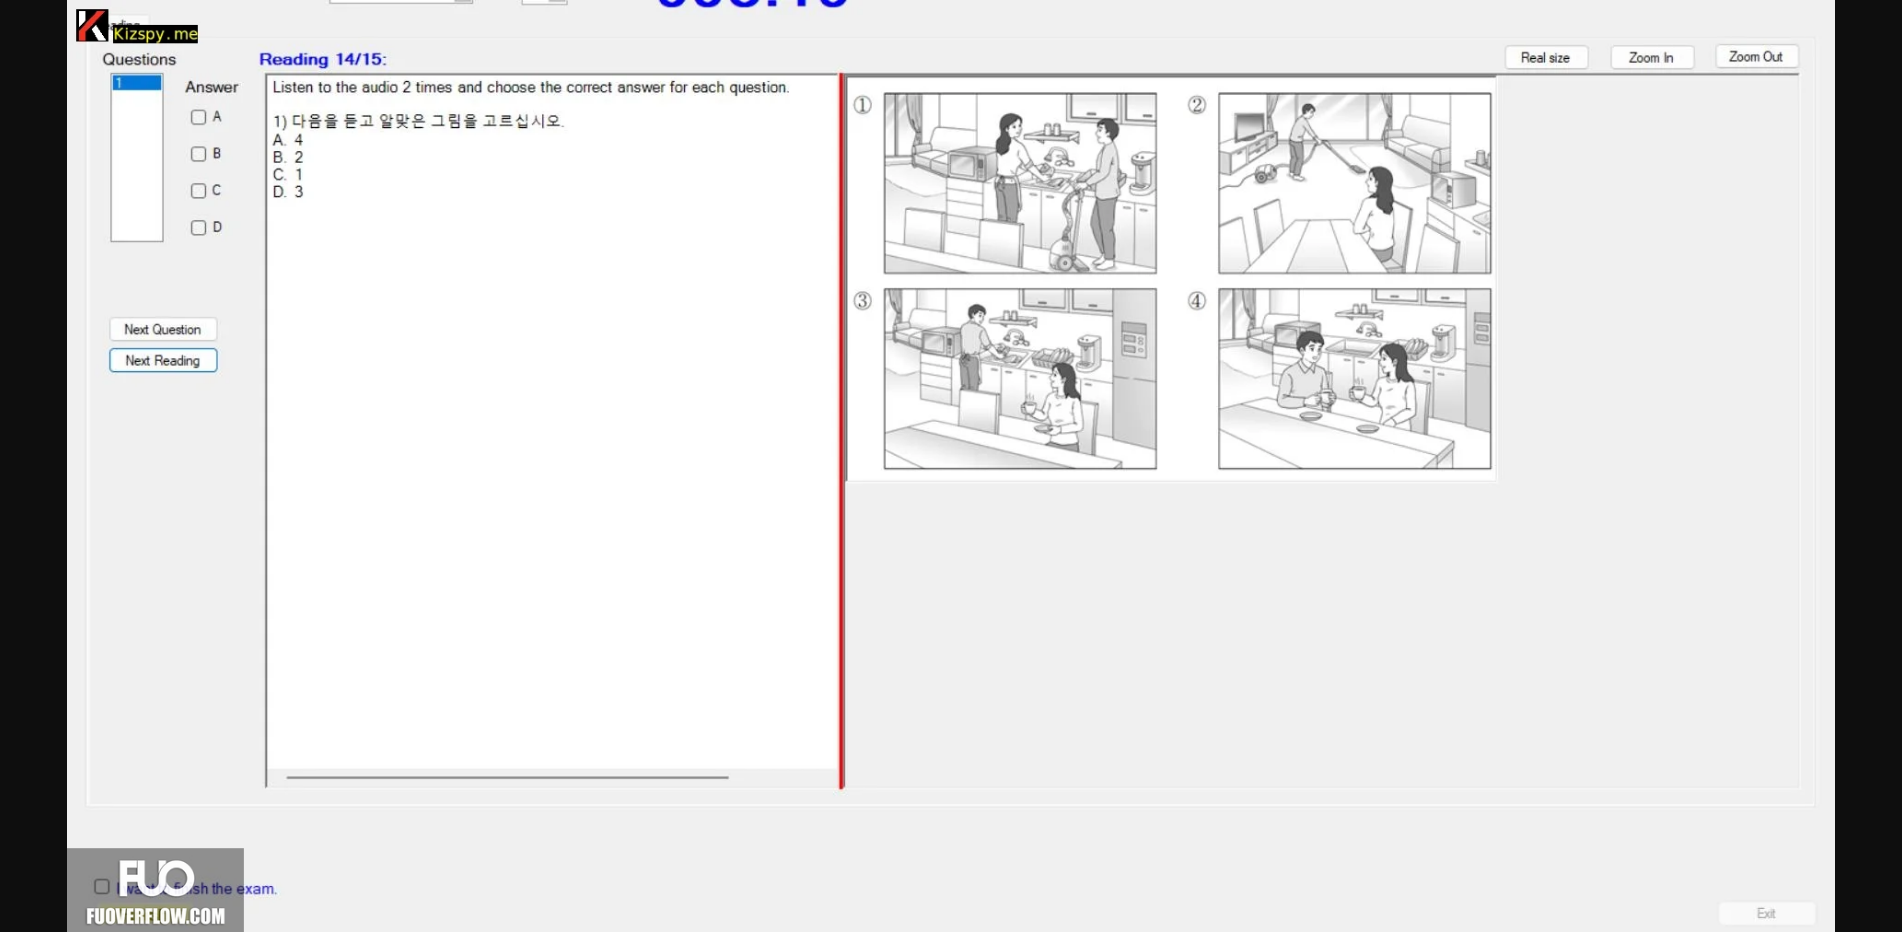 Kizspy.me
Questions
Reading 14/15:
Real size
Zoom In
Zoom Out
1
Answer
A
B
C
D
Listen to the audio 2 times and choose the correct answer for each question.
1) 다음을 듣고 알맞은 그림을 고르십시오.
A. 4
B. 2
C. 1
D. 3
①
②
③
④
Next Question
Next Reading
FUO
I want finish the exam.
FUOVERFLOW.COM
Exit